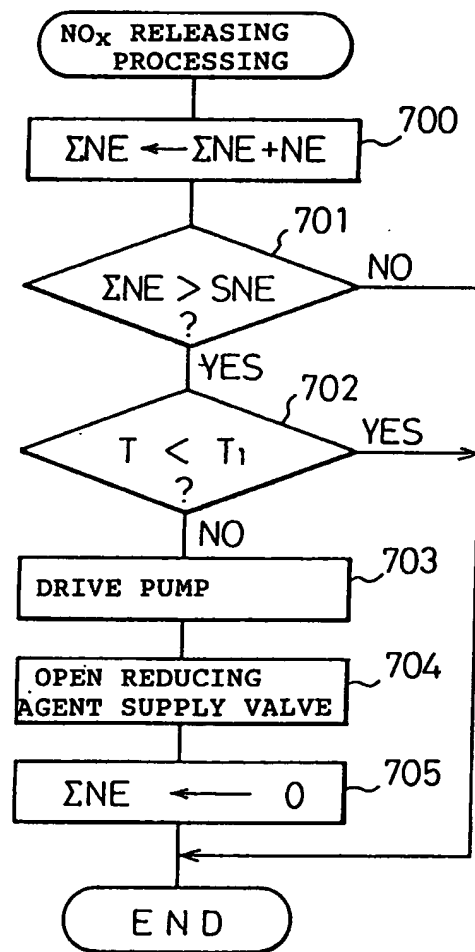 NOx RELEASING
PROCESSING
700
ΣNE ← ΣNE+NE
701
ΣNE > SNE
?
NO
YES
702
T < T1
?
YES
NO
703
DRIVE PUMP
704
OPEN REDUCING
AGENT SUPPLY VALVE
705
ΣNE ← 0
END